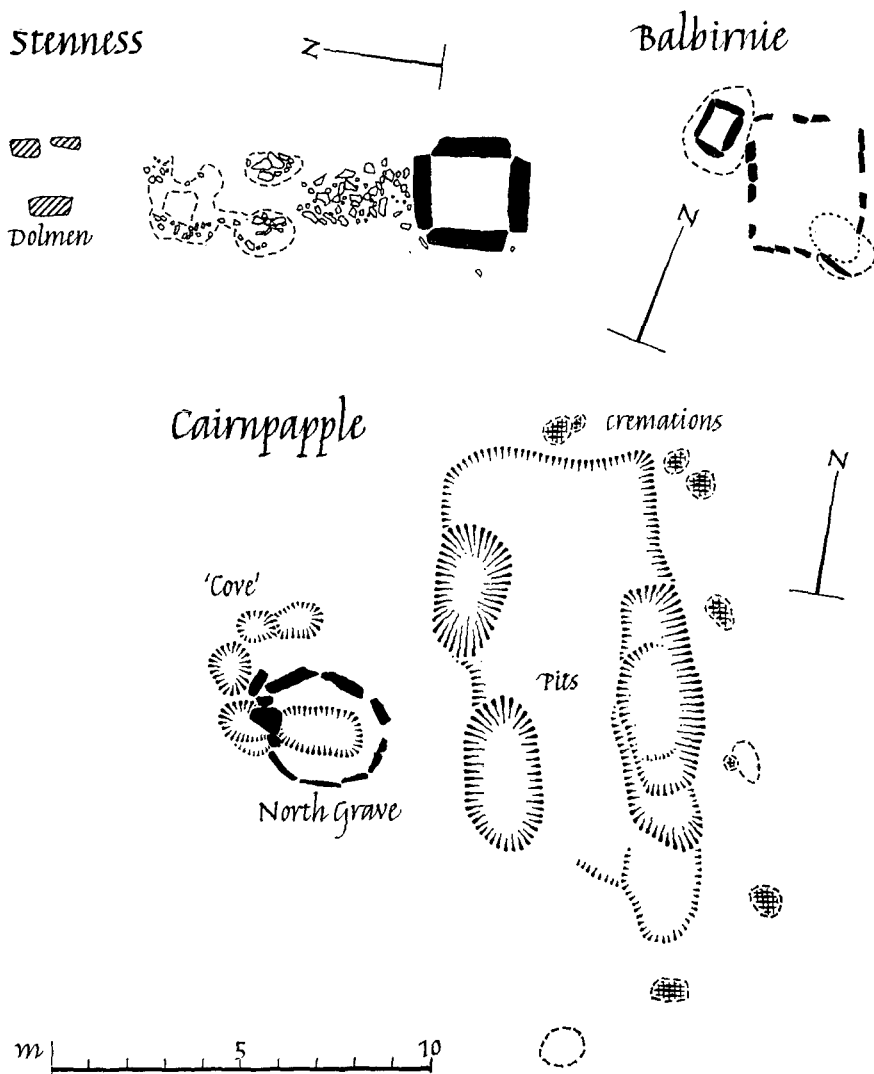 Stenness
N
Balbirnie
Dolmen
N
Cairnpapple
cremations
N
'Cove'
Pits
North Grave
m 5 10